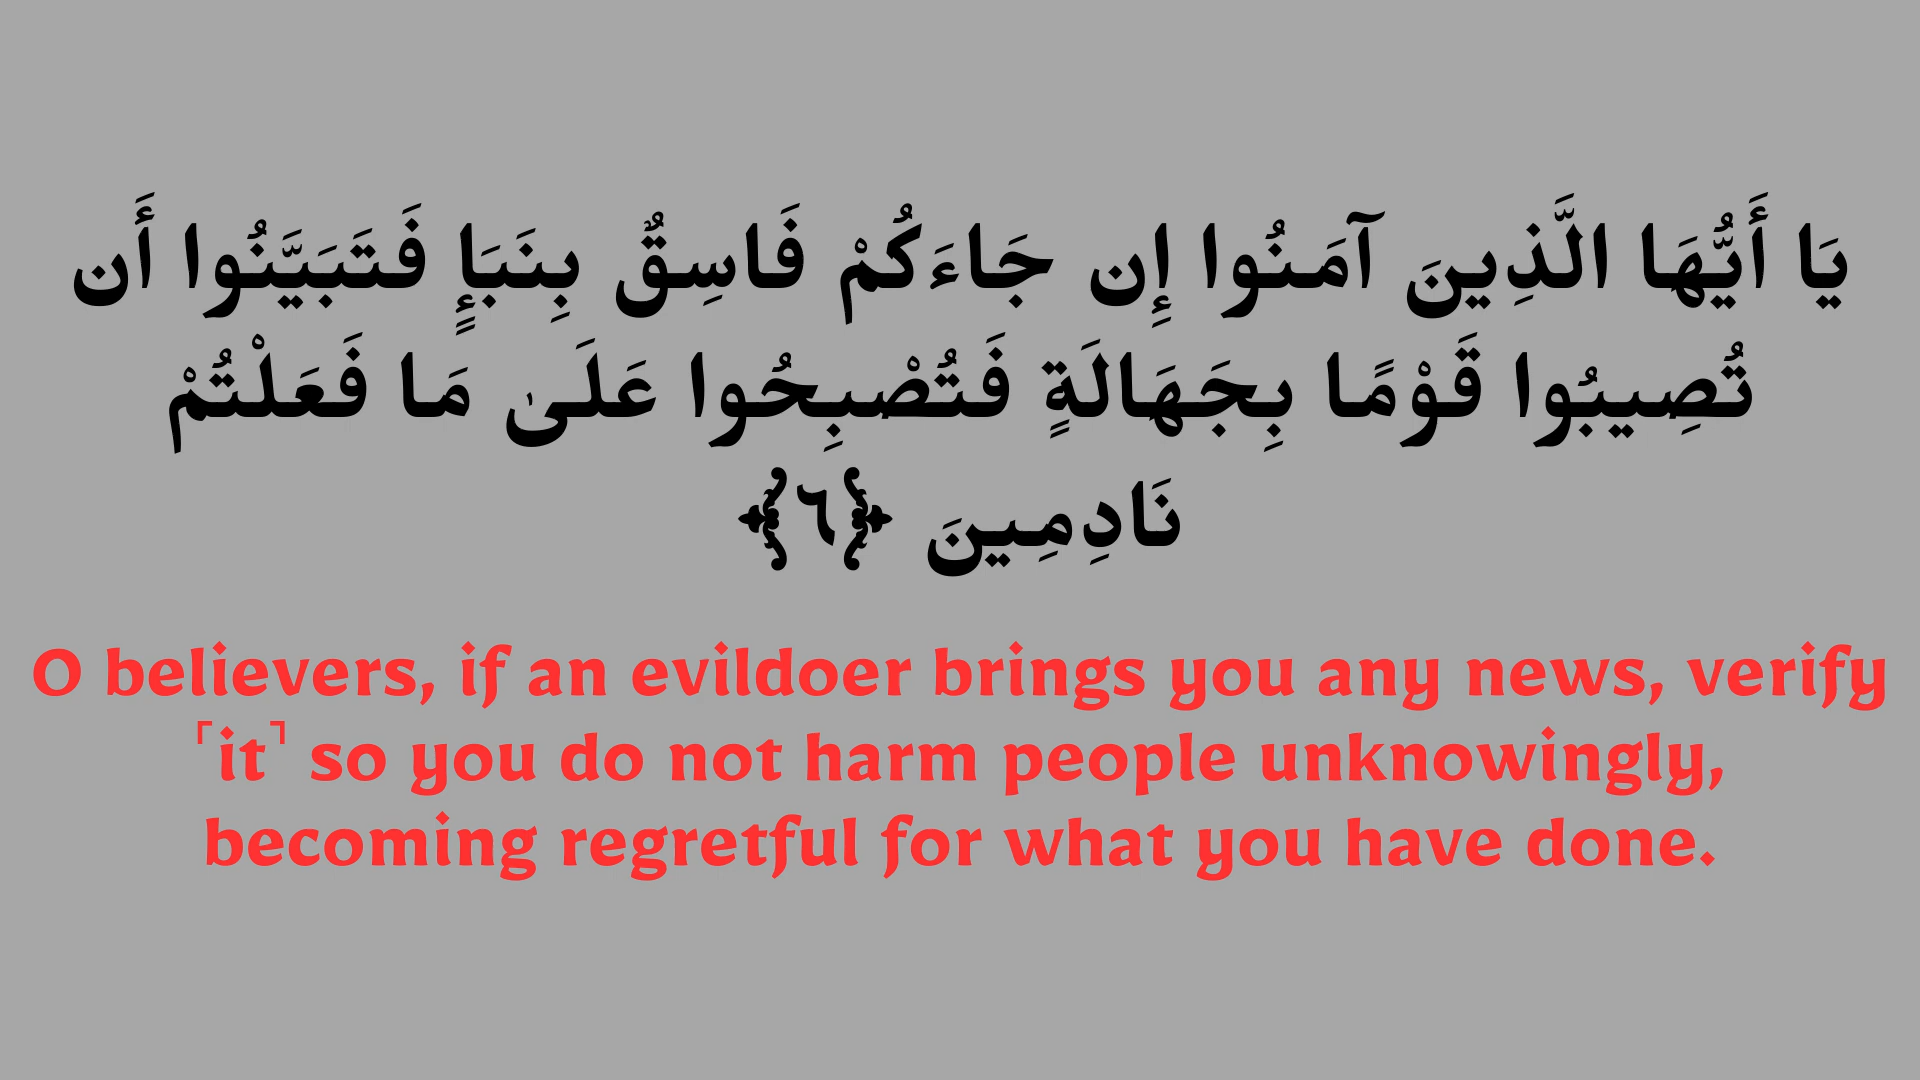 يَا أَيُّهَا الَّذِينَ آمَنُوا إِن جَاءَكُمْ فَاسِقٌ بِنَبَإٍ فَتَبَيَّنُوا أَن
تُصِيبُوا قَوْمًا بِجَهَالَةٍ فَتُصْبِحُوا عَلَىٰ مَا فَعَلْتُمْ
نَادِمِينَ ﴿٦﴾
O believers, if an evildoer brings you any news, verify
˹it˺ so you do not harm people unknowingly,
becoming regretful for what you have done.